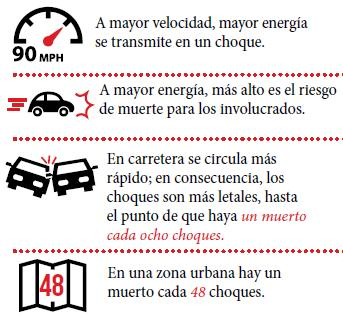 A mayor velocidad, mayor energía
se transmite en un choque.
90 MPH
A mayor energía, más alto es el riesgo
de muerte para los involucrados.
En carretera se circula más
rápido; en consecuencia, los
choques son más letales, hasta
el punto de que haya un muerto
cada ocho choques.
48
En una zona urbana hay un
muerto cada 48 choques.